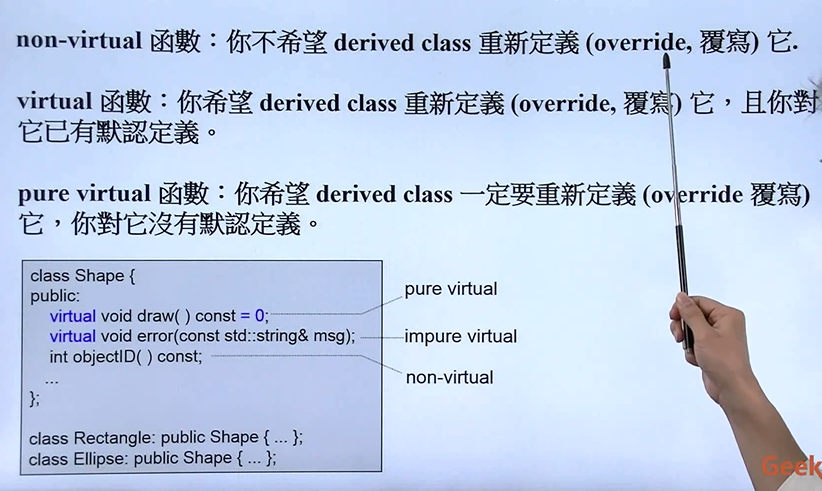 non-virtual 函數：你不希望 derived class 重新定義 (override, 覆寫) 它.
virtual 函數：你希望 derived class 重新定義 (override, 覆寫) 它，且你對
它已有默認定義。
pure virtual 函數：你希望 derived class 一定要重新定義 (override 覆寫)
它，你對它沒有默認定義。
class Shape {
public:
virtual void draw( ) const = 0;
pure virtual
virtual void error(const std::string& msg);
impure virtual
int objectID( ) const;
non-virtual
...
};
class Rectangle: public Shape { ... };
class Ellipse: public Shape { ... };
Geek